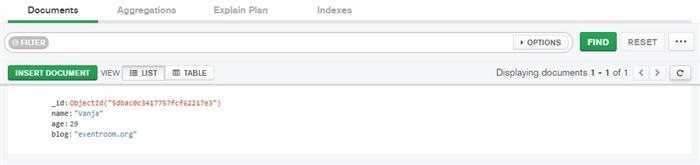 Documents Aggregations Explain Plan Indexes
FILTER OPTIONS FIND RESET ...
INSERT DOCUMENT VIEW LIST TABLE Displaying documents 1 - 1 of 1 < > C
_id: ObjectId("5dbac0c3417757fcf62217e3")
name: "Vanja"
age: 29
blog: "eventroom.org"